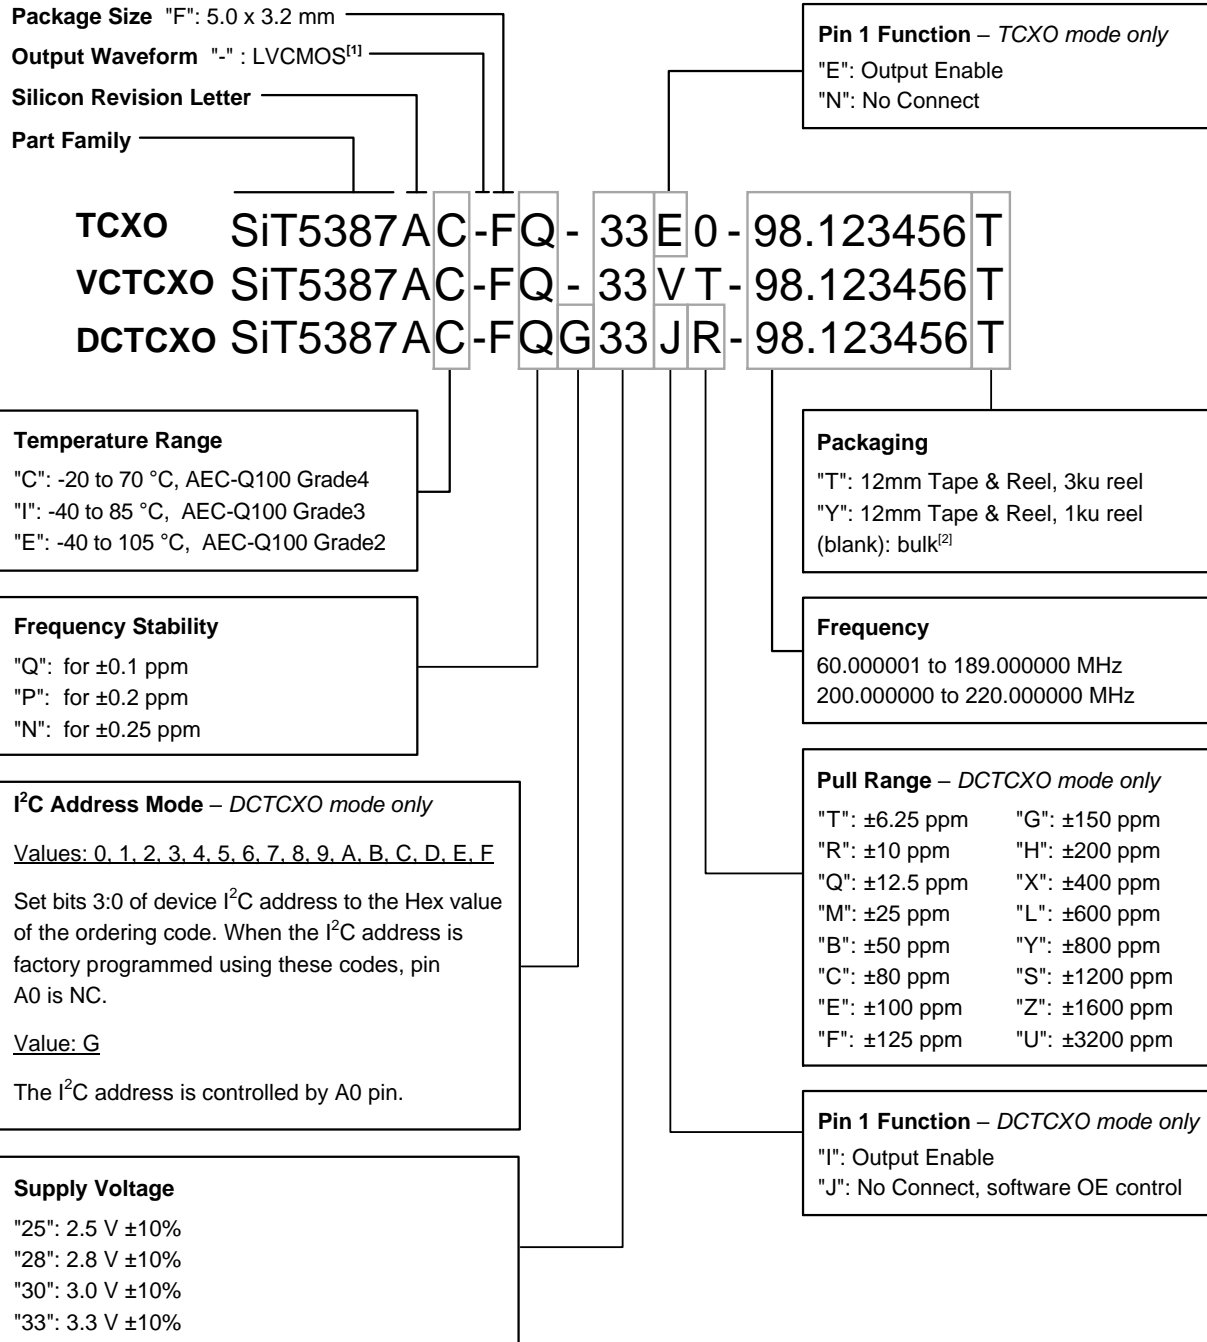 Package Size "F": 5.0 x 3.2 mm
Output Waveform "-" : LVCMOS[1]
Silicon Revision Letter
Part Family
Pin 1 Function – TCXO mode only
"E": Output Enable
"N": No Connect
TCXO SiT5387AC-FQ - 33E0-98.123456T
VCTCXO SiT5387AC-FQ - 33VT-98.123456T
DCTCXO SiT5387AC-FQG33JR-98.123456T
Temperature Range
"C": -20 to 70 °C, AEC-Q100 Grade4
"I": -40 to 85 °C, AEC-Q100 Grade3
"E": -40 to 105 °C, AEC-Q100 Grade2
Frequency Stability
"Q": for ±0.1 ppm
"P": for ±0.2 ppm
"N": for ±0.25 ppm
I²C Address Mode – DCTCXO mode only
Values: 0, 1, 2, 3, 4, 5, 6, 7, 8, 9, A, B, C, D, E, F
Set bits 3:0 of device I²C address to the Hex value
of the ordering code. When the I²C address is
factory programmed using these codes, pin
A0 is NC.
Value: G
The I²C address is controlled by A0 pin.
Supply Voltage
"25": 2.5 V ±10%
"28": 2.8 V ±10%
"30": 3.0 V ±10%
"33": 3.3 V ±10%
Packaging
"T": 12mm Tape & Reel, 3ku reel
"Y": 12mm Tape & Reel, 1ku reel
(blank): bulk[2]
Frequency
60.000001 to 189.000000 MHz
200.000000 to 220.000000 MHz
Pull Range – DCTCXO mode only
"T": ±6.25 ppm "G": ±150 ppm
"R": ±10 ppm "H": ±200 ppm
"Q": ±12.5 ppm "X": ±400 ppm
"M": ±25 ppm "L": ±600 ppm
"B": ±50 ppm "Y": ±800 ppm
"C": ±80 ppm "S": ±1200 ppm
"E": ±100 ppm "Z": ±1600 ppm
"F": ±125 ppm "U": ±3200 ppm
Pin 1 Function – DCTCXO mode only
"I": Output Enable
"J": No Connect, software OE control